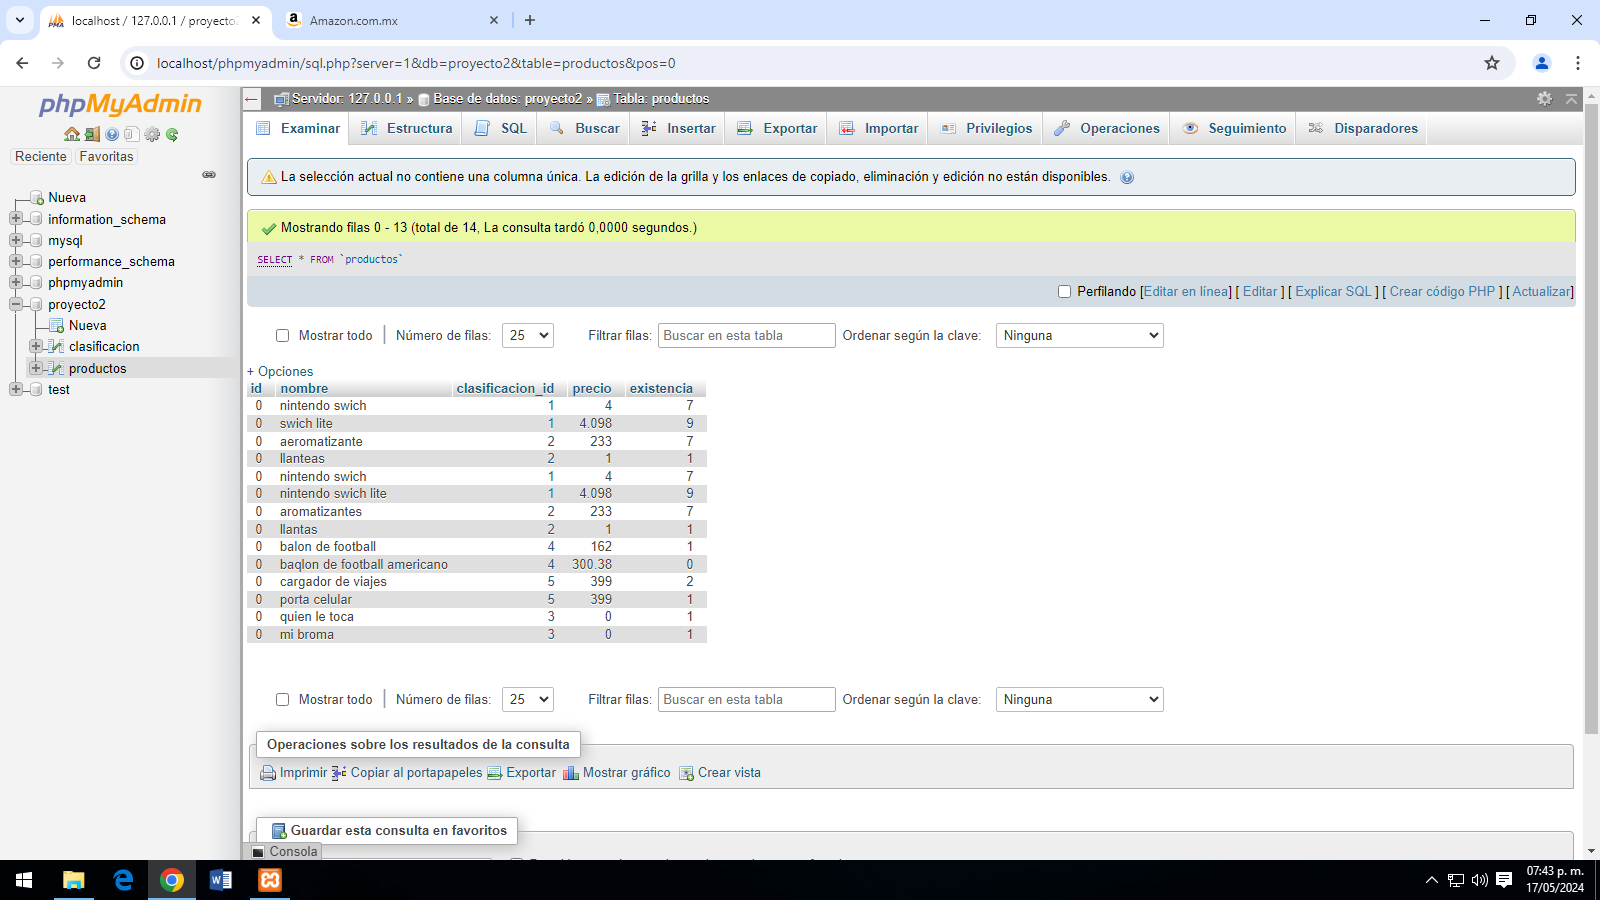 localhost / 127.0.0.1 / proyecto2
Amazon.com.mx
localhost/phpmyadmin/sql.php?server=1&db=proyecto2&table=productos&pos=0
phpMyAdmin
Reciente
Favoritas
Nueva
information_schema
mysql
performance_schema
phpmyadmin
proyecto2
Nueva
clasificacion
productos
test
Servidor: 127.0.0.1 » Base de datos: proyecto2 » Tabla: productos
Examinar Estructura SQL Buscar Insertar Exportar Importar Privilegios Operaciones Seguimiento Disparadores
La selección actual no contiene una columna única. La edición de la grilla y los enlaces de copiado, eliminación y edición no están disponibles.
Mostrando filas 0 - 13 (total de 14, La consulta tardó 0,0000 segundos.)
SELECT * FROM `productos`
Perfilando [Editar en línea] [ Editar ] [ Explicar SQL ] [ Crear código PHP ] [ Actualizar]
Mostrar todo | Número de filas: 25 Filtrar filas: Buscar en esta tabla Ordenar según la clave: Ninguna
+ Opciones
id nombre clasificacion_id precio existencia
0 nintendo swich 1 4 7
0 swich lite 1 4.098 9
0 aeromatizante 2 233 7
0 llanteas 2 1 1
0 nintendo swich 1 4 7
0 nintendo swich lite 1 4.098 9
0 aromatizantes 2 233 7
0 llantas 2 1 1
0 balon de football 4 162 1
0 baqlon de football americano 4 300.38 0
0 cargador de viajes 5 399 2
0 porta celular 5 399 1
0 quien le toca 3 0 1
0 mi broma 3 0 1
Mostrar todo | Número de filas: 25 Filtrar filas: Buscar en esta tabla Ordenar según la clave: Ninguna
Operaciones sobre los resultados de la consulta
Imprimir Copiar al portapapeles Exportar Mostrar gráfico Crear vista
Guardar esta consulta en favoritos
Consola
07:43 p. m.
17/05/2024